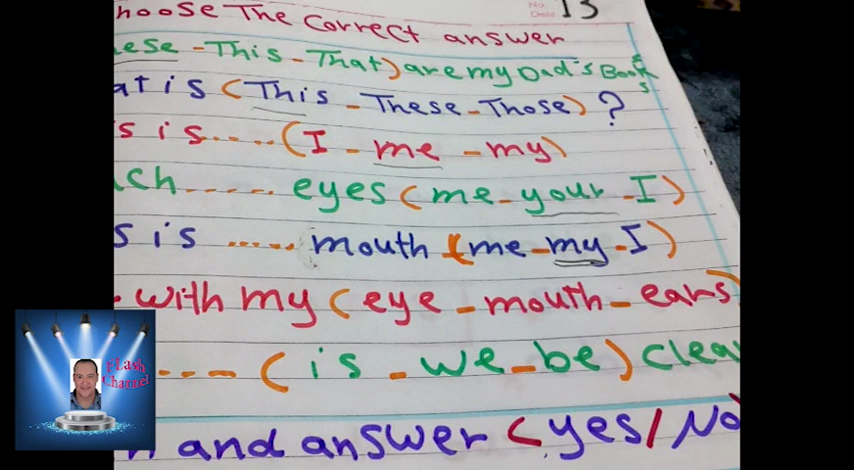 No.
Date
13
hoose The Correct answer
ese - This - That) are my Dad's Books
at is (This - These - Those) ?
s is..... (I - me - my)
ch...... eyes (me - your - I)
s is ...... mouth (me - my - I)
. with my (eye - mouth - ears)
---- (is - we - be) clea
n and answer (yes / No
FLash
Channel